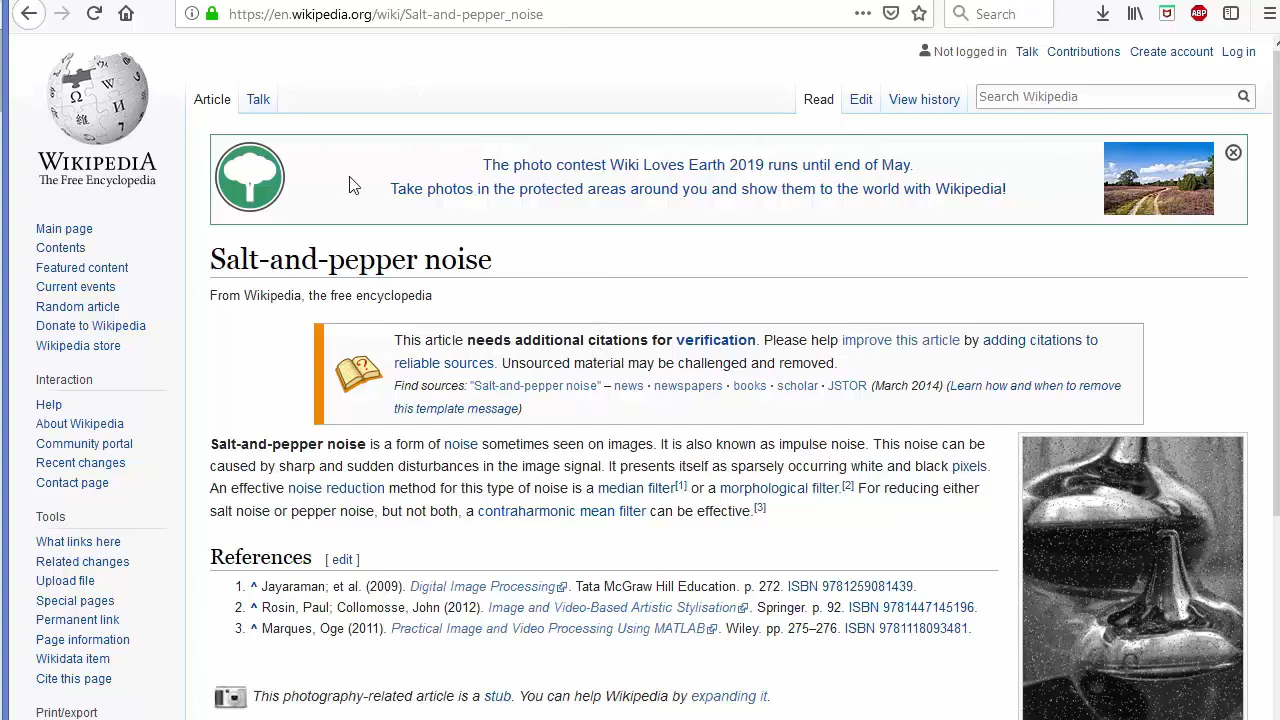 https://en.wikipedia.org/wiki/Salt-and-pepper_noise
Search
ABP
Not logged in Talk Contributions Create account Log in
Article Talk
Read Edit View history
Search Wikipedia
WIKIPEDIA
The Free Encyclopedia
The photo contest Wiki Loves Earth 2019 runs until end of May.
Take photos in the protected areas around you and show them to the world with Wikipedia!
Main page
Contents
Featured content
Current events
Random article
Donate to Wikipedia
Wikipedia store
Interaction
Help
About Wikipedia
Community portal
Recent changes
Contact page
Tools
What links here
Related changes
Upload file
Special pages
Permanent link
Page information
Wikidata item
Cite this page
Print/export
Salt-and-pepper noise
From Wikipedia, the free encyclopedia
This article needs additional citations for verification. Please help improve this article by adding citations to
reliable sources. Unsourced material may be challenged and removed.
Find sources: "Salt-and-pepper noise" – news · newspapers · books · scholar · JSTOR (March 2014) (Learn how and when to remove
this template message)
Salt-and-pepper noise is a form of noise sometimes seen on images. It is also known as impulse noise. This noise can be
caused by sharp and sudden disturbances in the image signal. It presents itself as sparsely occurring white and black pixels.
An effective noise reduction method for this type of noise is a median filter[1] or a morphological filter.[2] For reducing either
salt noise or pepper noise, but not both, a contraharmonic mean filter can be effective.[3]
References [ edit ]
1. ^ Jayaraman; et al. (2009). Digital Image Processing. Tata McGraw Hill Education. p. 272. ISBN 9781259081439.
2. ^ Rosin, Paul; Collomosse, John (2012). Image and Video-Based Artistic Stylisation. Springer. p. 92. ISBN 9781447145196.
3. ^ Marques, Oge (2011). Practical Image and Video Processing Using MATLAB. Wiley. pp. 275–276. ISBN 9781118093481.
This photography-related article is a stub. You can help Wikipedia by expanding it.